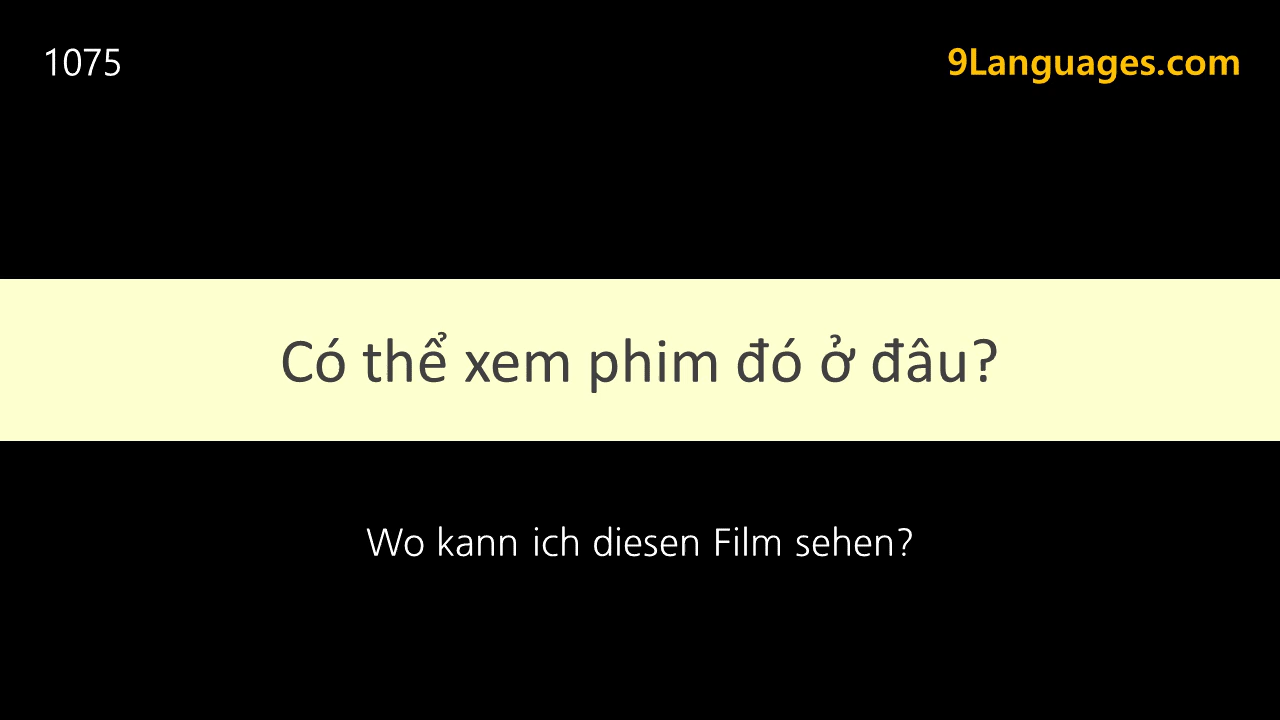 1075
9Languages.com
Có thể xem phim đó ở đâu?
Wo kann ich diesen Film sehen?